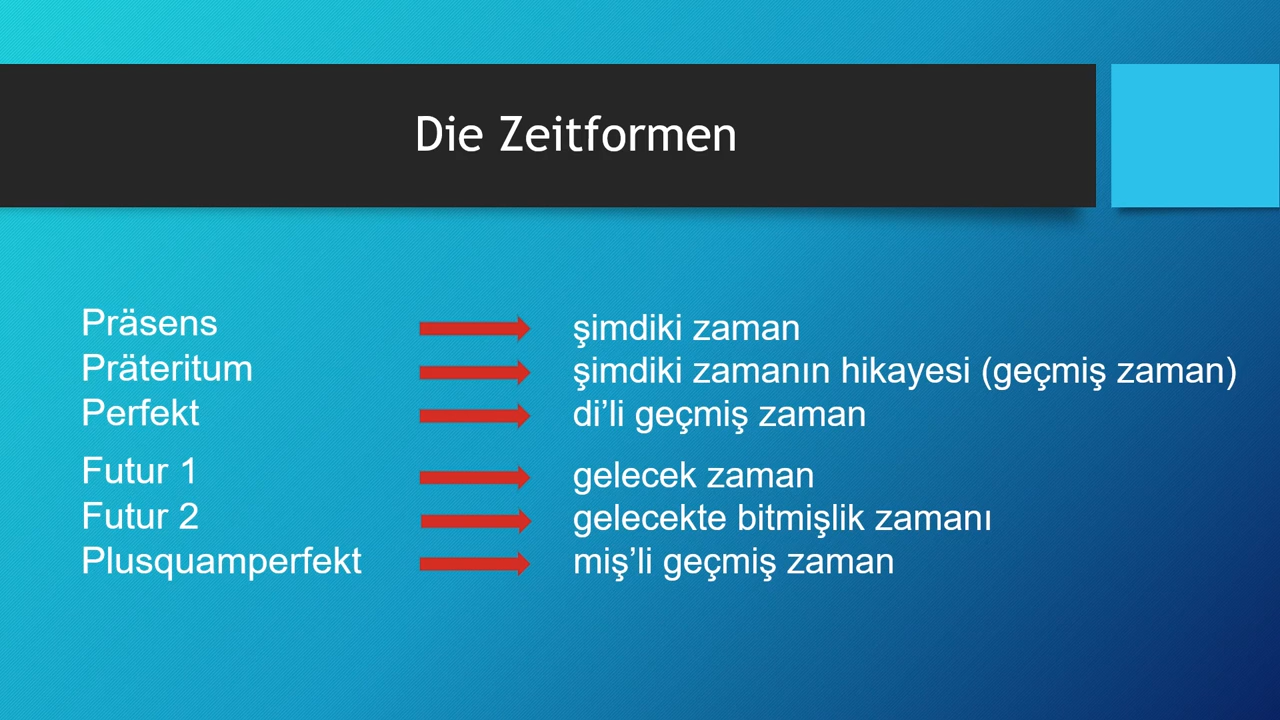 Die Zeitformen
Präsens şimdiki zaman
Präteritum şimdiki zamanın hikayesi (geçmiş zaman)
Perfekt di’li geçmiş zaman
Futur 1 gelecek zaman
Futur 2 gelecekte bitmişlik zamanı
Plusquamperfekt miş’li geçmiş zaman